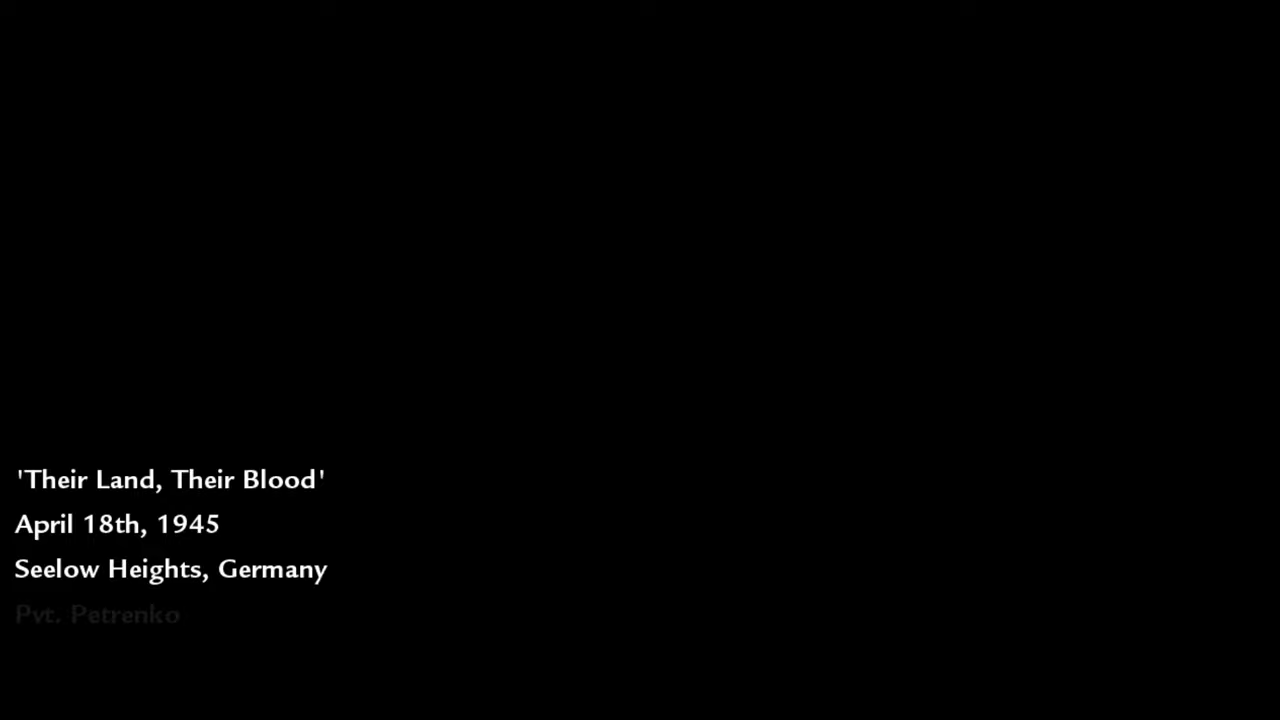 'Their Land, Their Blood'
April 18th, 1945
Seelow Heights, Germany
Pvt. Petrenko